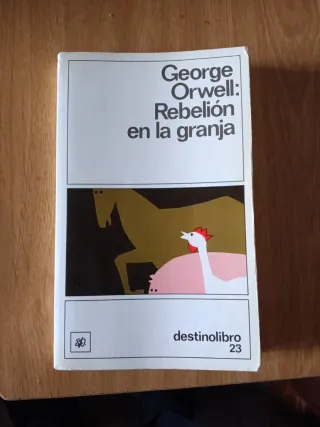 George
Orwell:
Rebelión
en la granja
destinolibro
23